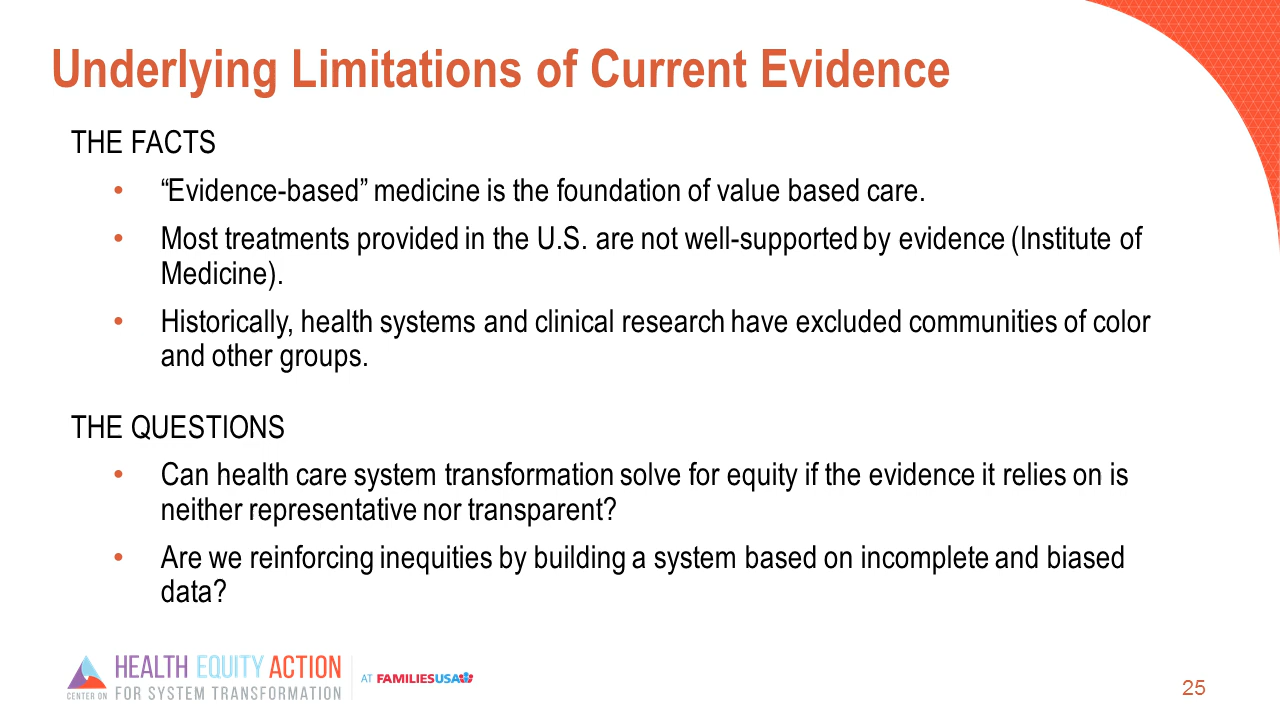 Underlying Limitations of Current Evidence
THE FACTS
• “Evidence-based” medicine is the foundation of value based care.
• Most treatments provided in the U.S. are not well-supported by evidence (Institute of
Medicine).
• Historically, health systems and clinical research have excluded communities of color
and other groups.
THE QUESTIONS
• Can health care system transformation solve for equity if the evidence it relies on is
neither representative nor transparent?
• Are we reinforcing inequities by building a system based on incomplete and biased
data?
HEALTH EQUITY ACTION
CENTER ON FOR SYSTEM TRANSFORMATION
AT FAMILIESUSA
25